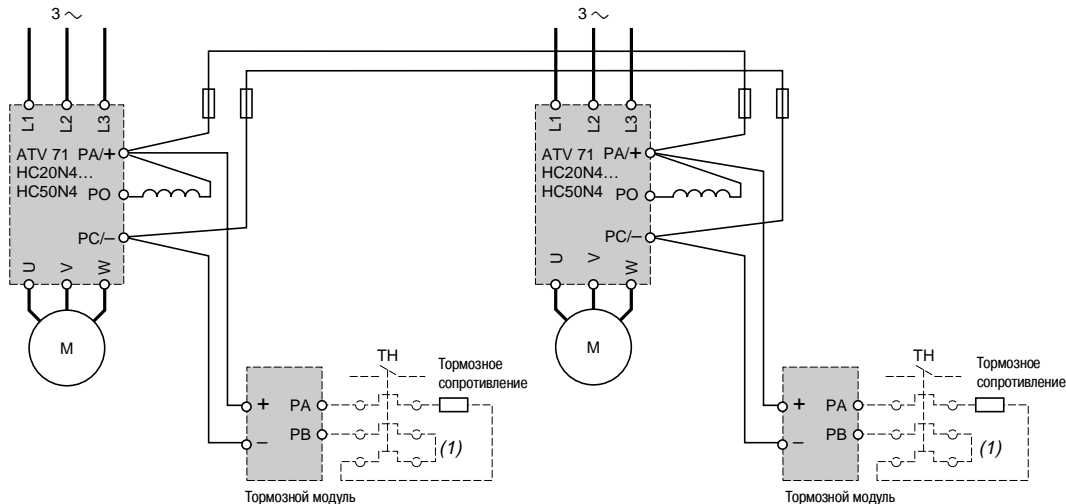 3 ~
3 ~
L1
L2
L3
ATV 71
HC20N4…
HC50N4
PA/+
PO
PC/–
U
V
W
M
L1
L2
L3
ATV 71
HC20N4…
HC50N4
PA/+
PO
PC/–
U
V
W
M
TH
Тормозное
сопротивление
+
–
PA
PB
(1)
Тормозной модуль
TH
Тормозное
сопротивление
+
–
PA
PB
(1)
Тормозной модуль